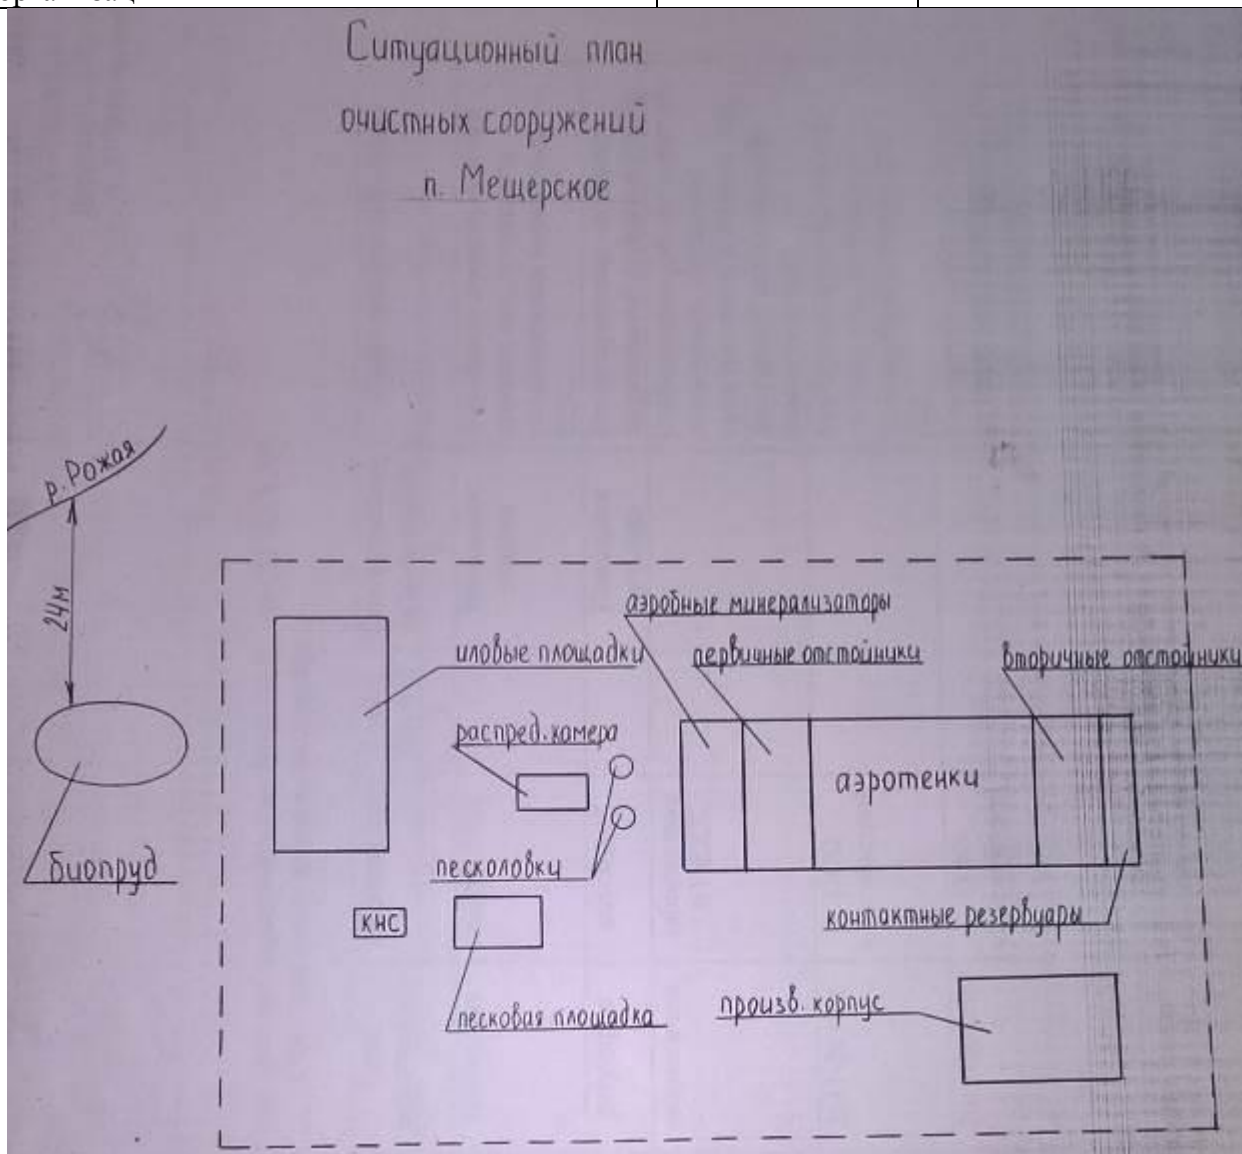 Ситуационный план
очистных сооружений
п. Мещерское
р. Рожая
24м
аэробные минерализаторы
иловые площадки
первичные отстойники
вторичные отстойники
распред. камера
аэротенки
биопруд
песколовки
КНС
контактные резервуары
песковая площадка
произв. корпус